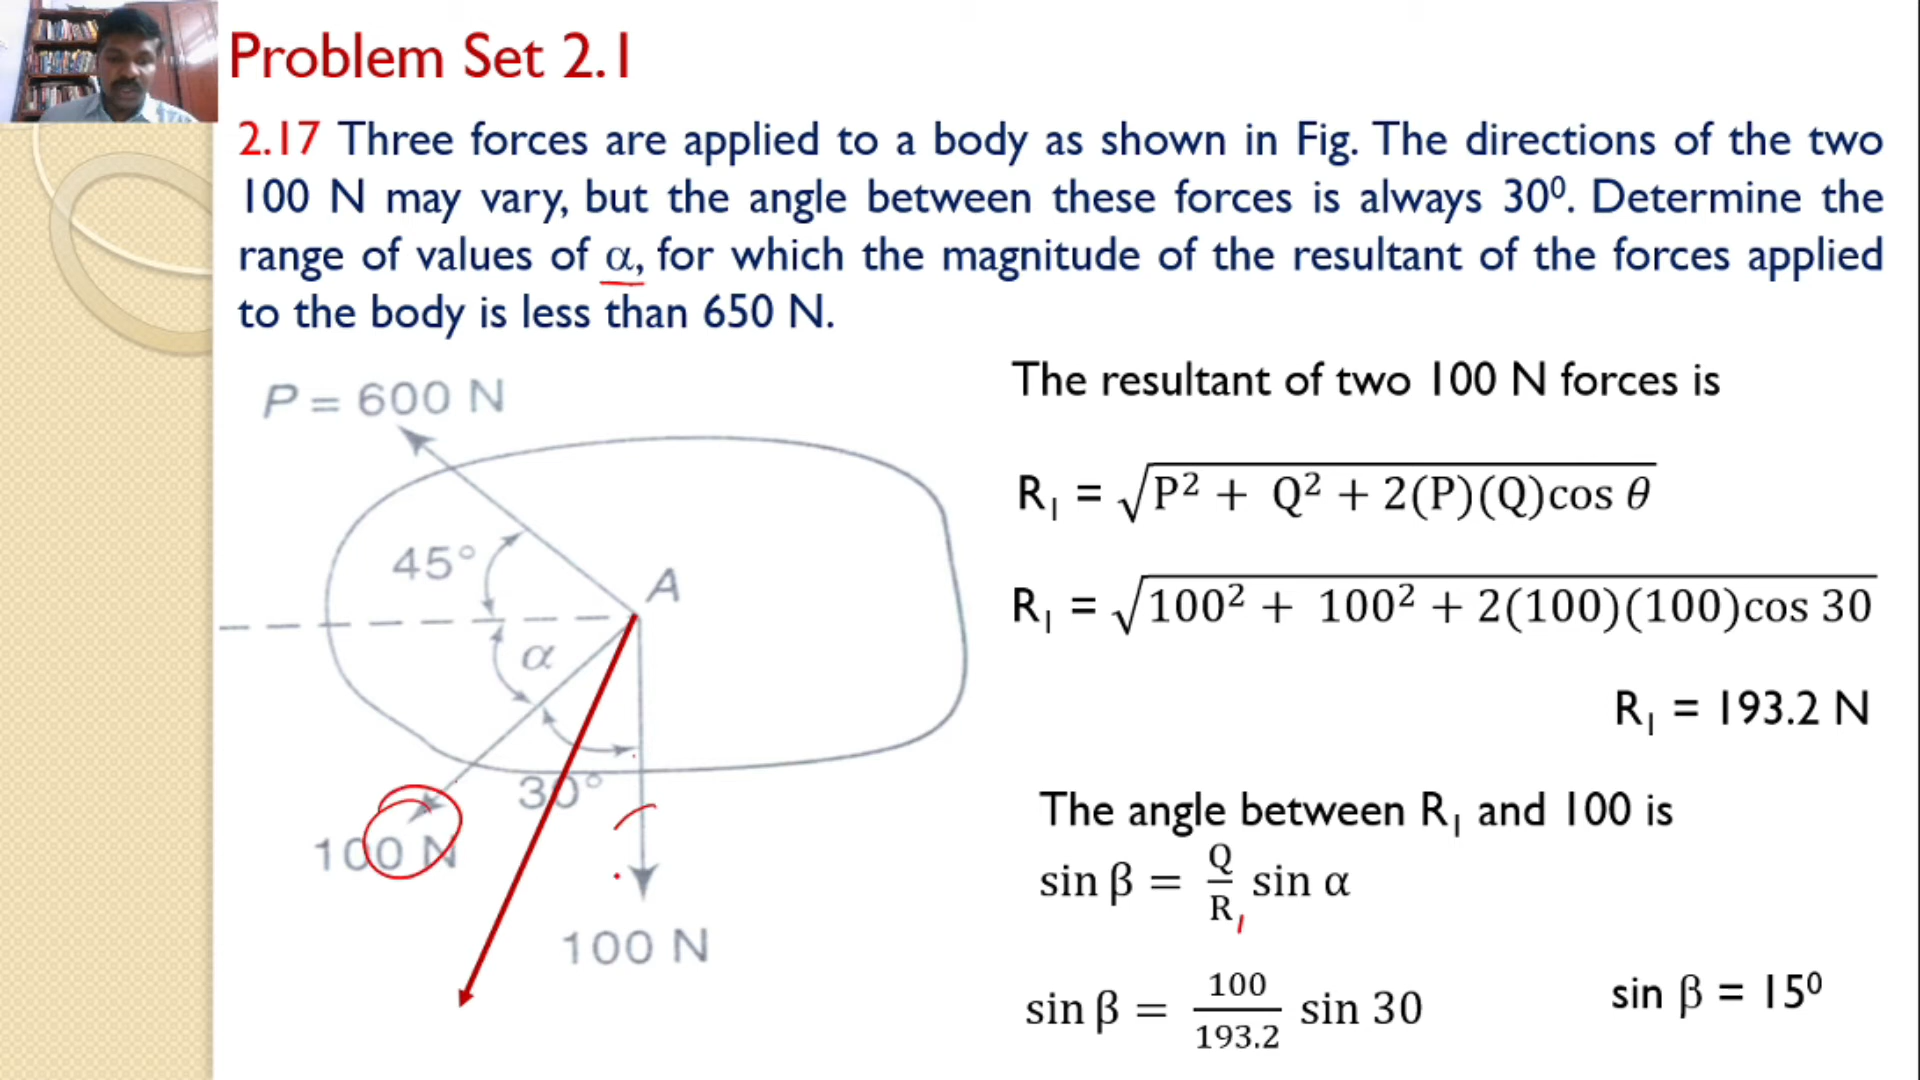 Problem Set 2.1
2.17 Three forces are applied to a body as shown in Fig. The directions of the two
100 N may vary, but the angle between these forces is always 30⁰. Determine the
range of values of α, for which the magnitude of the resultant of the forces applied
to the body is less than 650 N.
P = 600 N
45°
A
α
30°
100 N
100 N
The resultant of two 100 N forces is
R₁ = √P² + Q² + 2(P)(Q)cos θ
R₁ = √100² + 100² + 2(100)(100)cos 30
R₁ = 193.2 N
The angle between R₁ and 100 is
sin β = Q/R₁ sin α
sin β = 100/193.2 sin 30
sin β = 15⁰